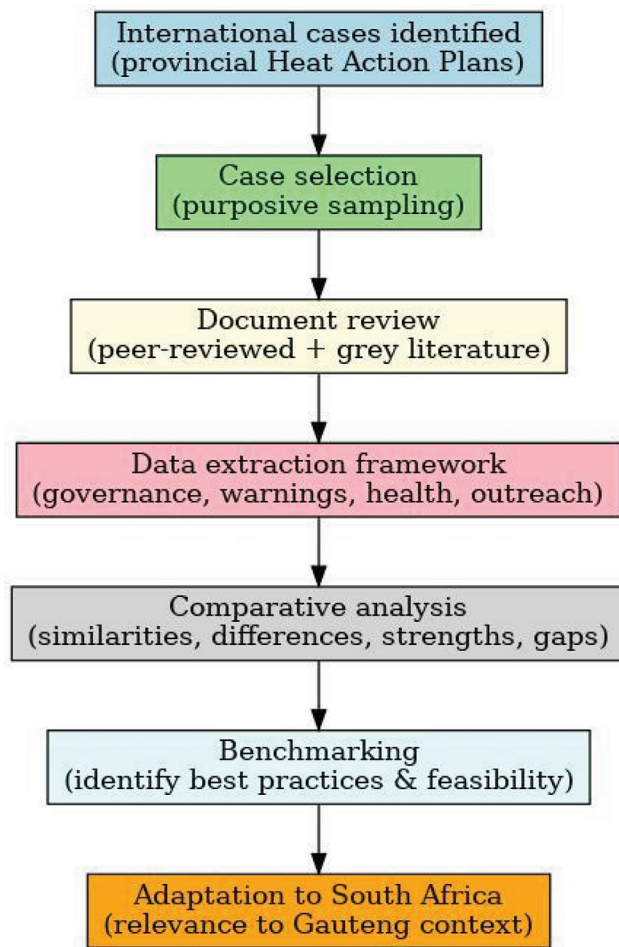 International cases identified
(provincial Heat Action Plans)
Case selection
(purposive sampling)
Document review
(peer-reviewed + grey literature)
Data extraction framework
(governance, warnings, health, outreach)
Comparative analysis
(similarities, differences, strengths, gaps)
Benchmarking
(identify best practices & feasibility)
Adaptation to South Africa
(relevance to Gauteng context)